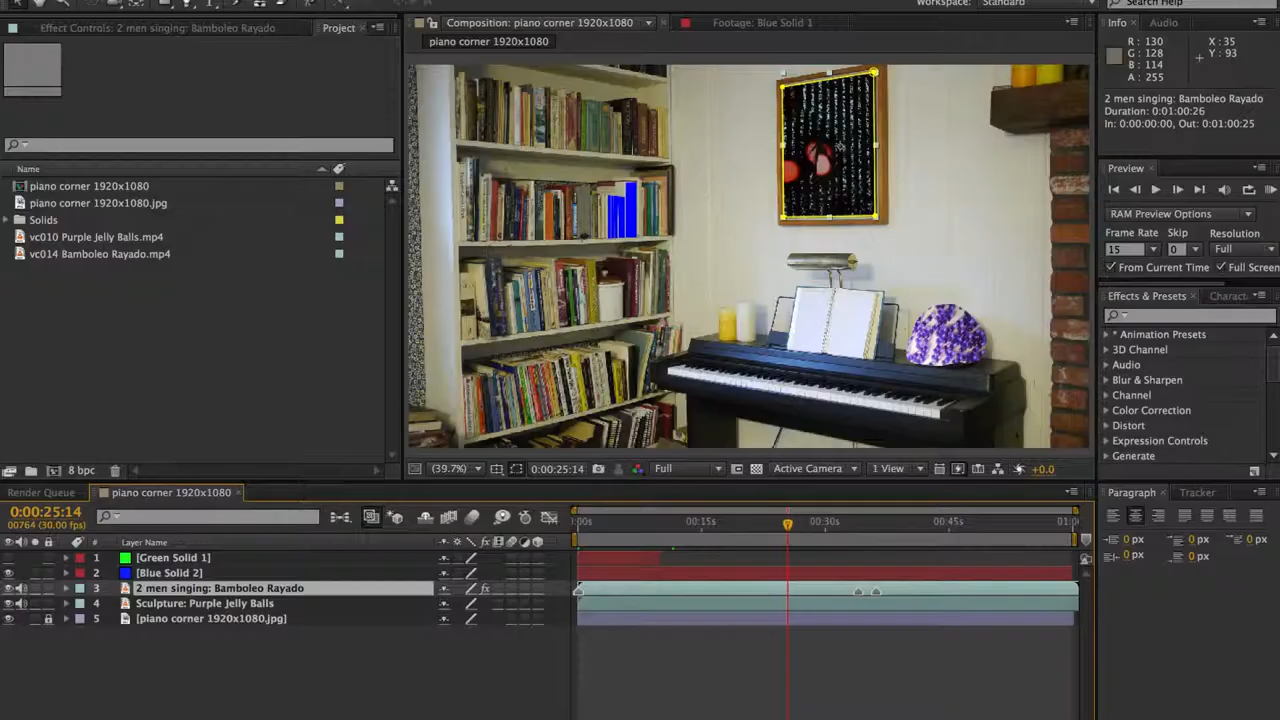 Workspace: Standard
Search Help
Effect Controls: 2 men singing: Bamboleo Rayado
Project
Name
piano corner 1920x1080
piano corner 1920x1080.jpg
Solids
vc010 Purple Jelly Balls.mp4
vc014 Bamboleo Rayado.mp4
8 bpc
Composition: piano corner 1920x1080
Footage: Blue Solid 1
piano corner 1920x1080
(39.7%)
0:00:25:14
Full
Active Camera
1 View
+0.0
Info
Audio
R : 130
G : 128
B : 114
A : 255
X : 35
Y : 93
2 men singing: Bamboleo Rayado
Duration: 0:01:00:26
In: 0:00:00:00, Out: 0:01:00:25
Preview
RAM Preview Options
Frame Rate
Skip
Resolution
15
0
Full
From Current Time
Full Screen
Effects & Presets
* Animation Presets
3D Channel
Audio
Blur & Sharpen
Channel
Color Correction
Distort
Expression Controls
Generate
Render Queue
piano corner 1920x1080
0:00:25:14
00764 (30.00 fps)
:00s
00:15s
00:30s
00:45s
#
Layer Name
fx
1
[Green Solid 1]
2
[Blue Solid 2]
3
2 men singing: Bamboleo Rayado
fx
4
Sculpture: Purple Jelly Balls
5
[piano corner 1920x1080.jpg]
Paragraph
Tracker
0 px
0 px
0 px
0 px
0 px